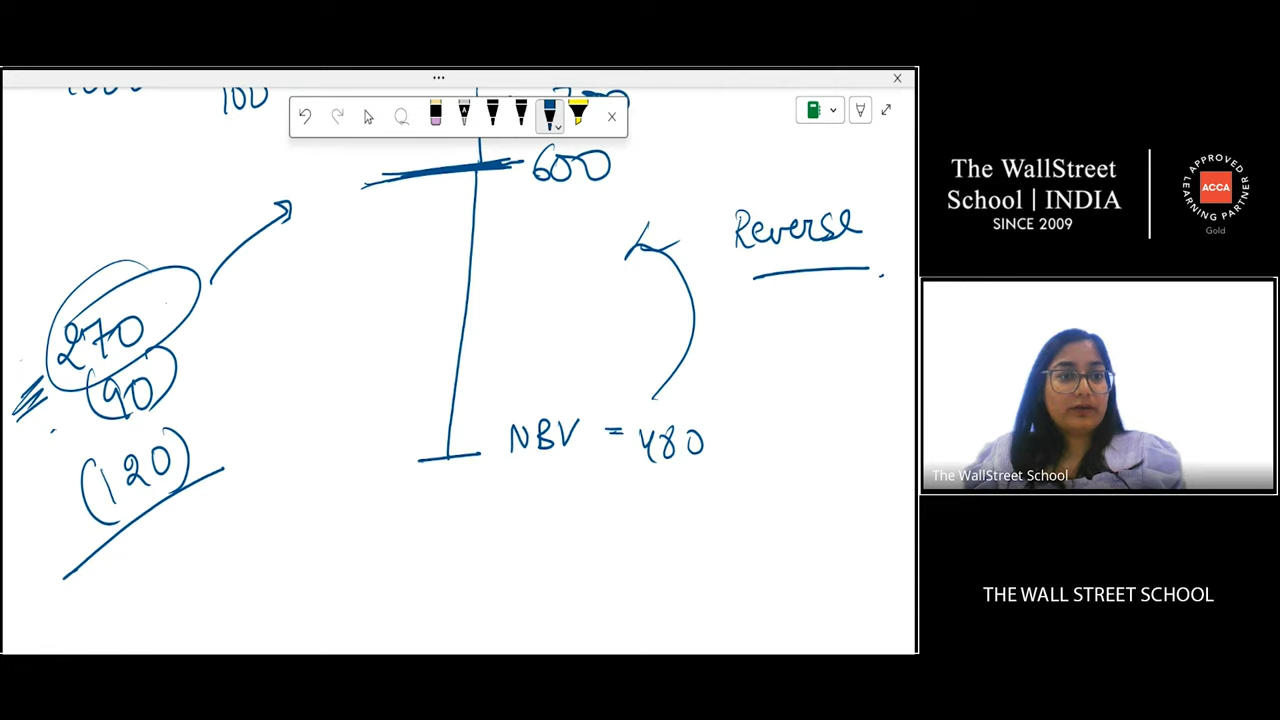 100
600
Reverse
270
(90)
(120)
NBV = 480
The WallStreet
School | INDIA
SINCE 2009
APPROVED
LEARNING PARTNER
ACCA
Gold
The WallStreet School
THE WALL STREET SCHOOL